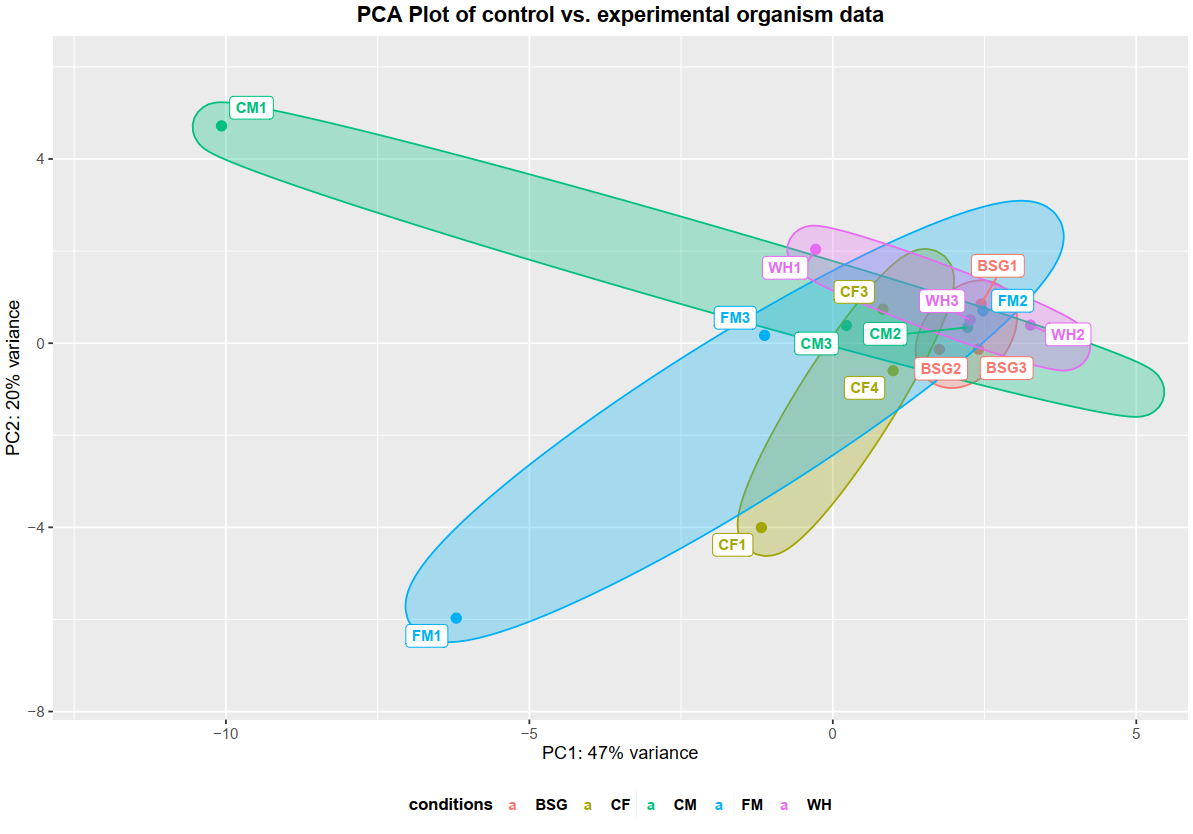 PCA Plot of control vs. experimental organism data
CM1
WH1
BSG1
CF3
WH3
FM2
FM3
CM2
WH2
CM3
BSG2
BSG3
CF4
CF1
FM1
4
0
−4
−8
−10
−5
0
5
PC2: 20% variance
PC1: 47% variance
conditions a BSG a CF a CM a FM a WH